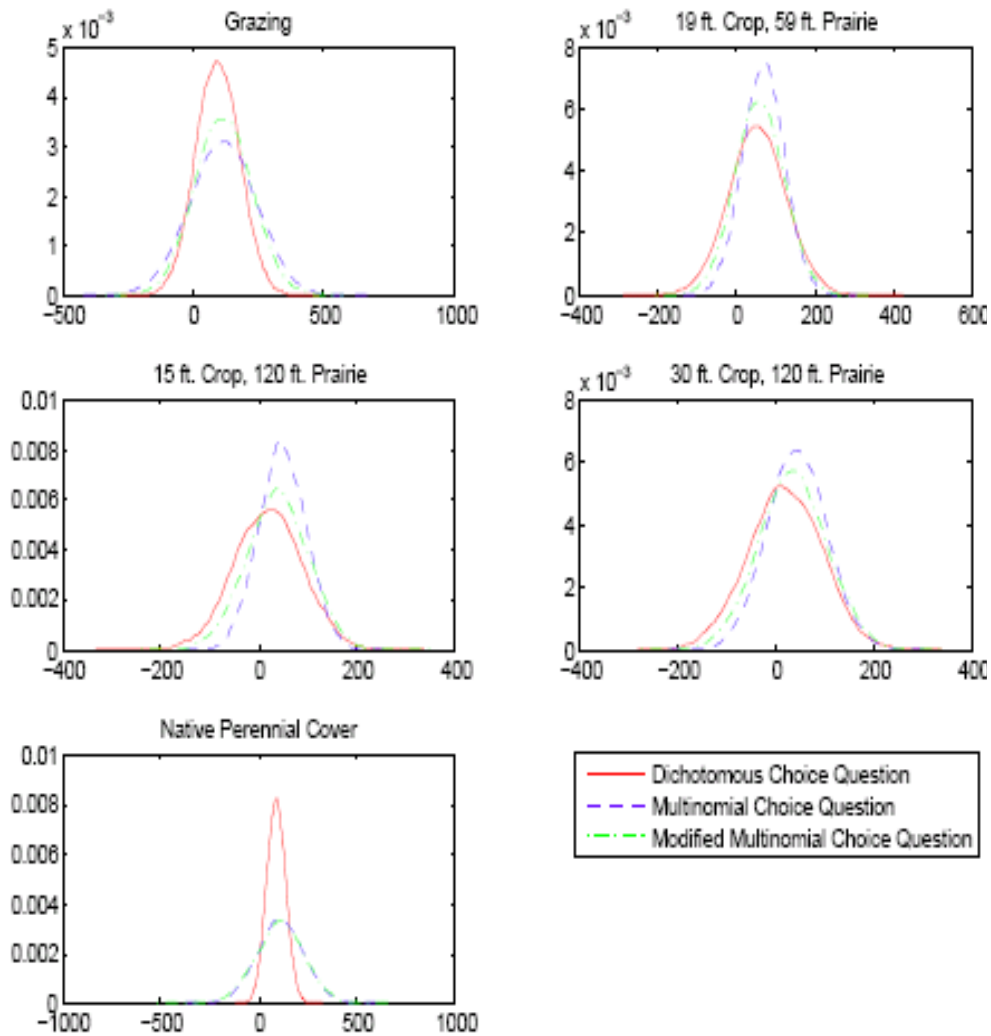 Grazing
x 10⁻³
5
4
3
2
1
0
−500 0 500 1000
19 ft. Crop, 59 ft. Prairie
x 10⁻³
8
6
4
2
0
−400 −200 0 200 400 600
15 ft. Crop, 120 ft. Prairie
0.01
0.008
0.006
0.004
0.002
0
−400 −200 0 200 400
30 ft. Crop, 120 ft. Prairie
x 10⁻³
8
6
4
2
0
−400 −200 0 200 400
Native Perennial Cover
0.01
0.008
0.006
0.004
0.002
0
−1000 −500 0 500 1000
Dichotomous Choice Question
Multinomial Choice Question
Modified Multinomial Choice Question